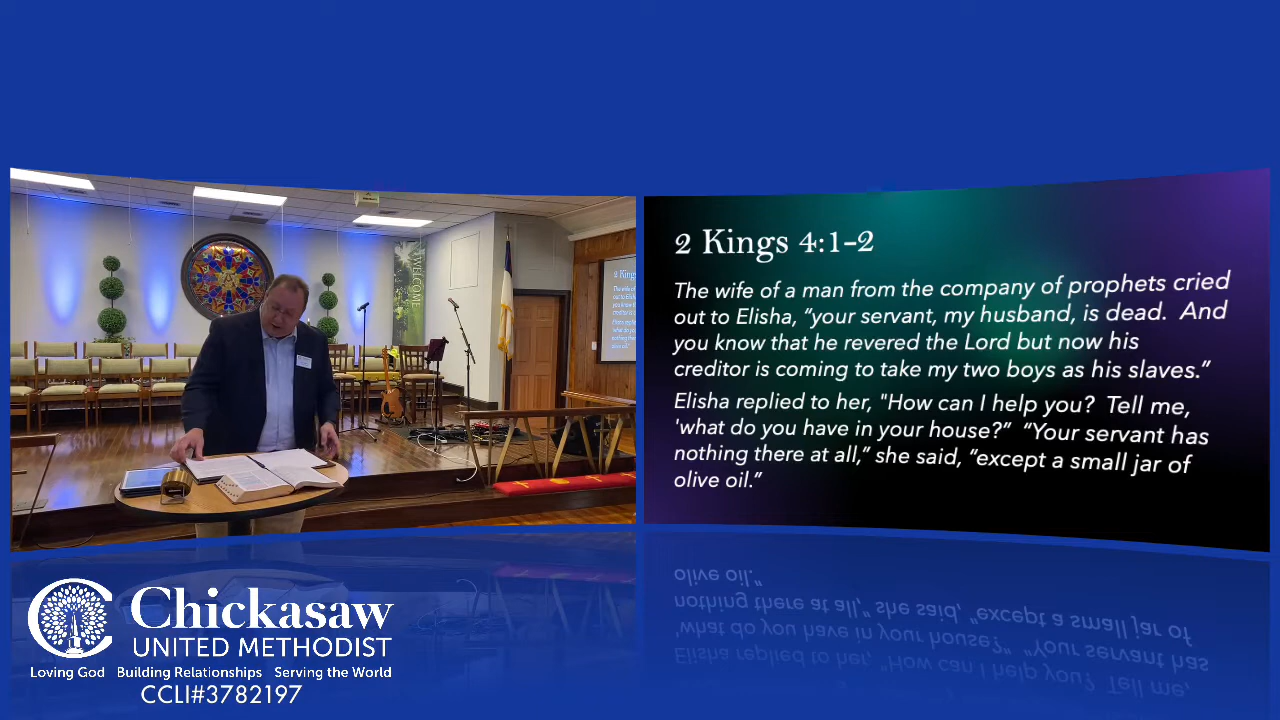 WELCOME
2 Kings 4:1-2
The wife of a man from the company of prophets cried
out to Elisha, “your servant, my husband, is dead. And
you know that he revered the Lord but now his
creditor is coming to take my two boys as his slaves.”
Elisha replied to her, "How can I help you? Tell me,
'what do you have in your house?” “Your servant has
nothing there at all,” she said, “except a small jar of
olive oil.”
Chickasaw
UNITED METHODIST
Loving God Building Relationships Serving the World
CCLI#3782197